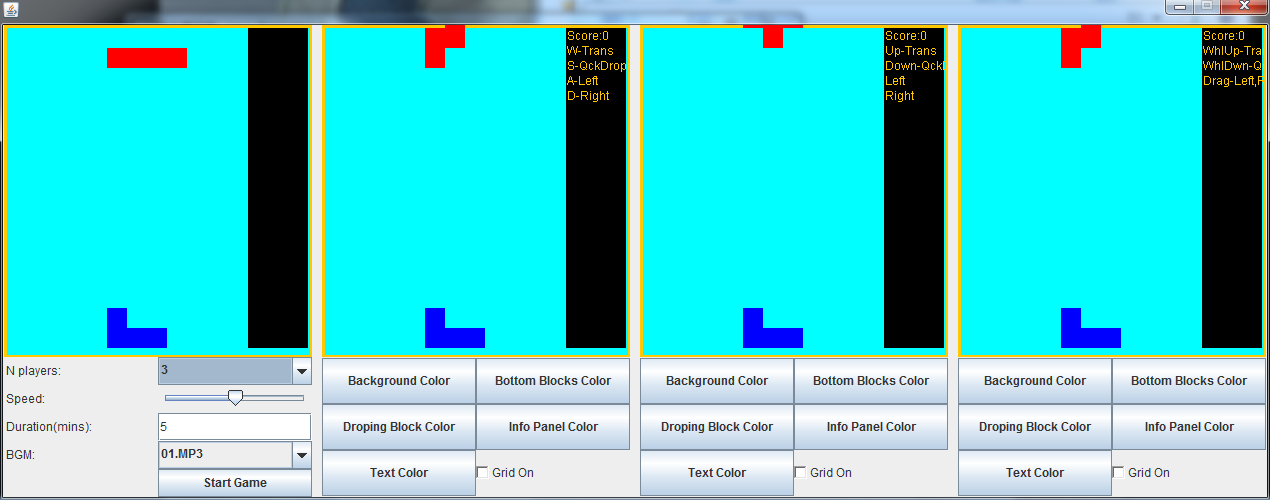 Score:0
W-Trans
S-QckDrop
A-Left
D-Right
Score:0
Up-Trans
Down-Qckl
Left
Right
Score:0
WhlUp-Tra
WhlDwn-Q
Drag-Left,F
N players:
3
Speed:
Duration(mins):
5
BGM:
01.MP3
Start Game
Background Color
Bottom Blocks Color
Droping Block Color
Info Panel Color
Text Color
Grid On
Background Color
Bottom Blocks Color
Droping Block Color
Info Panel Color
Text Color
Grid On
Background Color
Bottom Blocks Color
Droping Block Color
Info Panel Color
Text Color
Grid On